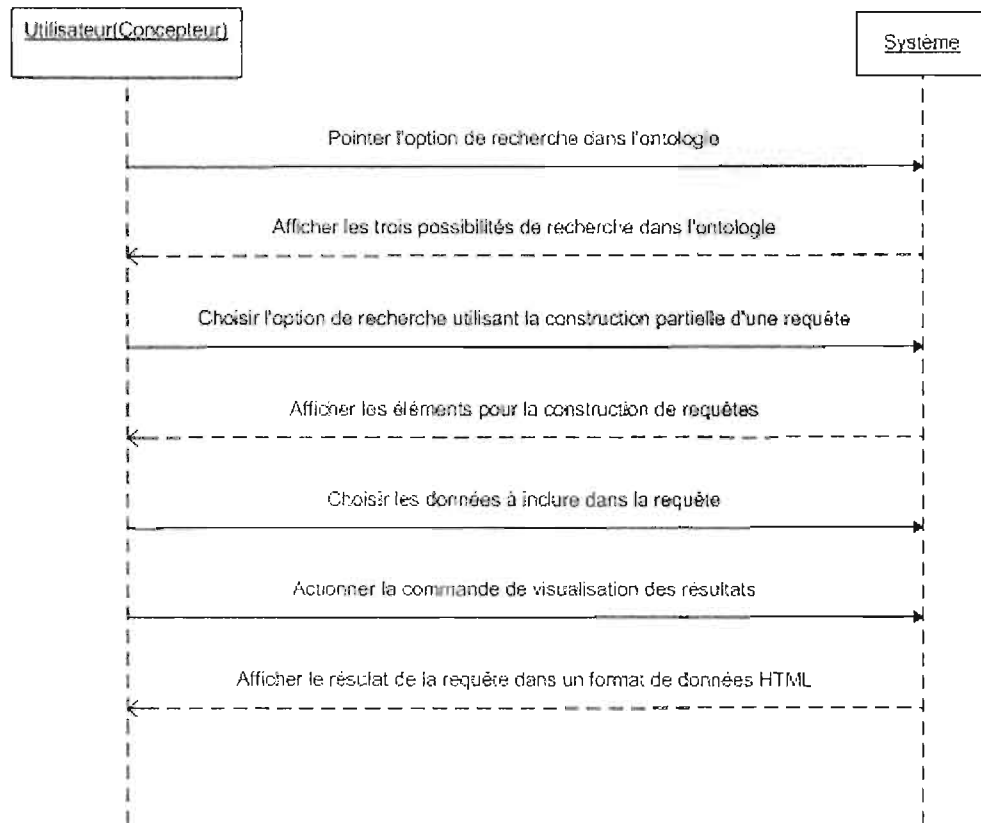 Utilisateur(Concepteur)
Système
Pointer l'option de recherche dans l'ontologie
Afficher les trois possibilités de recherche dans l'ontologie
Choisir l'option de recherche utilisant la construction partielle d'une requête
Afficher les éléments pour la construction de requêtes
Choisir les données à inclure dans la requête
Actionner la commande de visualisation des résultats
Afficher le résulat de la requête dans un format de données HTML